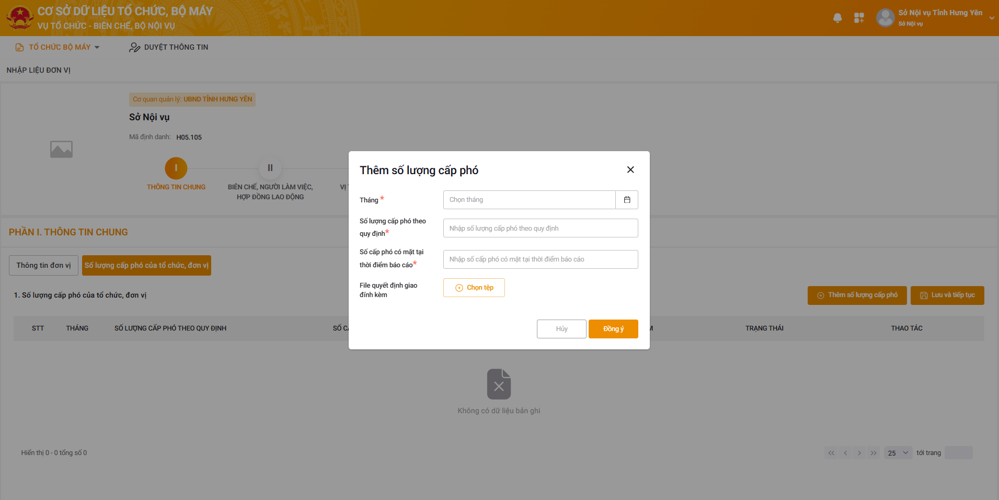 CƠ SỞ DỮ LIỆU TỔ CHỨC, BỘ MÁY
VỤ TỔ CHỨC - BIÊN CHẾ, BỘ NỘI VỤ
Sở Nội vụ Tỉnh Hưng Yên
Sở Nội vụ
TỔ CHỨC BỘ MÁY
DUYỆT THÔNG TIN
NHẬP LIỆU ĐƠN VỊ
Cơ quan quản lý: UBND TỈNH HƯNG YÊN
Sở Nội vụ
Mã định danh: H05.105
I
II
THÔNG TIN CHUNG
BIÊN CHẾ, NGƯỜI LÀM VIỆC,
HỢP ĐỒNG LAO ĐỘNG
Thêm số lượng cấp phó
Tháng *
Chọn tháng
Số lượng cấp phó theo
quy định*
Nhập số lượng cấp phó theo quy định
Số cấp phó có mặt tại
thời điểm báo cáo*
Nhập số cấp phó có mặt tại thời điểm báo cáo
File quyết định giao
đính kèm
Chọn tệp
Hủy
Đồng ý
PHẦN I. THÔNG TIN CHUNG
Thông tin đơn vị
Số lượng cấp phó của tổ chức, đơn vị
1. Số lượng cấp phó của tổ chức, đơn vị
Thêm số lượng cấp phó
Lưu và tiếp tục
STT
THÁNG
SỐ LƯỢNG CẤP PHÓ THEO QUY ĐỊNH
SỐ
TRẠNG THÁI
THAO TÁC
Không có dữ liệu bản ghi
Hiển thị 0 - 0 tổng số 0
25
tới trang